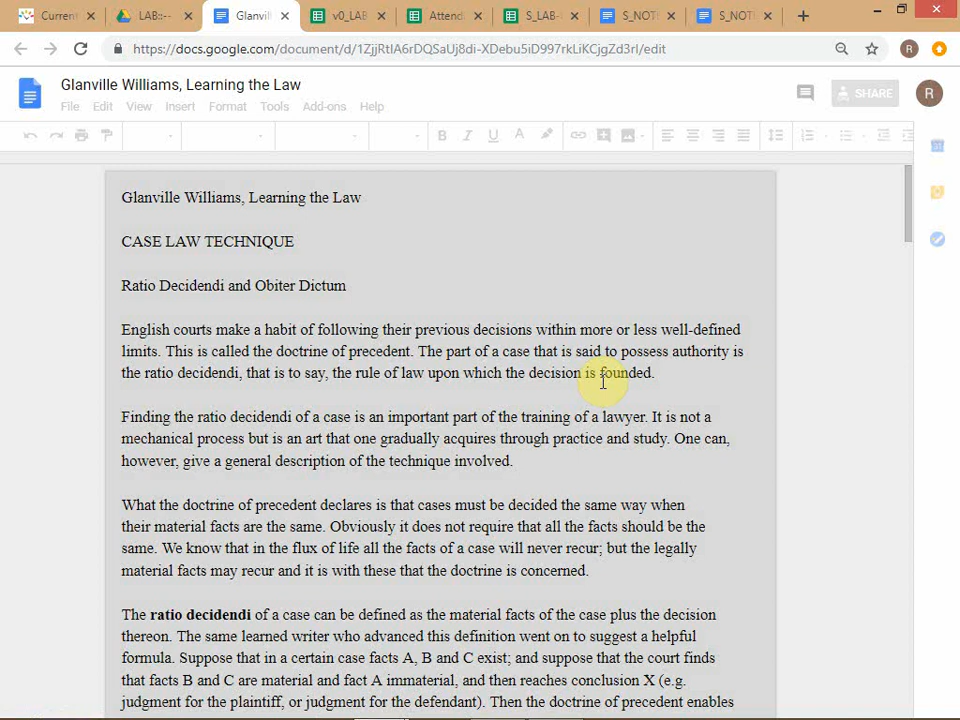 Current
LAB::--
Glanvil
v0_LAB
Attend
S_LAB-
S_NOT
S_NOT
https://docs.google.com/document/d/1ZjjRtIA6rDQSaUj8di-XDebu5iD997rkLiKCjgZd3rI/edit
R
Glanville Williams, Learning the Law
File Edit View Insert Format Tools Add-ons Help
SHARE
R
B I U A
Glanville Williams, Learning the Law
CASE LAW TECHNIQUE
Ratio Decidendi and Obiter Dictum
English courts make a habit of following their previous decisions within more or less well-defined
limits. This is called the doctrine of precedent. The part of a case that is said to possess authority is
the ratio decidendi, that is to say, the rule of law upon which the decision is founded.
Finding the ratio decidendi of a case is an important part of the training of a lawyer. It is not a
mechanical process but is an art that one gradually acquires through practice and study. One can,
however, give a general description of the technique involved.
What the doctrine of precedent declares is that cases must be decided the same way when
their material facts are the same. Obviously it does not require that all the facts should be the
same. We know that in the flux of life all the facts of a case will never recur; but the legally
material facts may recur and it is with these that the doctrine is concerned.
The ratio decidendi of a case can be defined as the material facts of the case plus the decision
thereon. The same learned writer who advanced this definition went on to suggest a helpful
formula. Suppose that in a certain case facts A, B and C exist; and suppose that the court finds
that facts B and C are material and fact A immaterial, and then reaches conclusion X (e.g.
judgment for the plaintiff, or judgment for the defendant). Then the doctrine of precedent enables